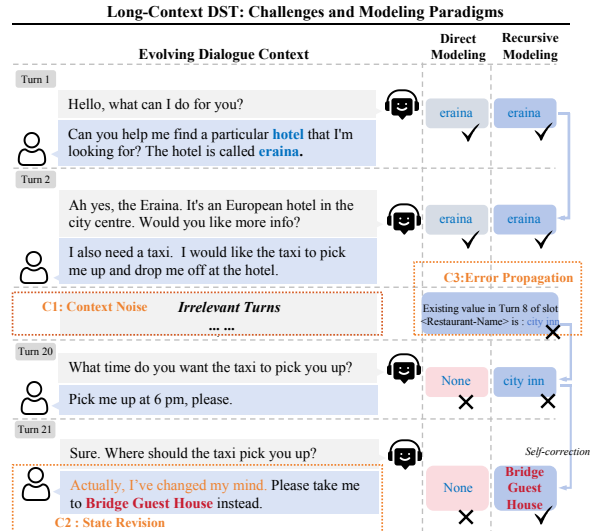 Long-Context DST: Challenges and Modeling Paradigms
Evolving Dialogue Context
Direct Modeling
Recursive Modeling
Turn 1
Hello, what can I do for you?
Can you help me find a particular hotel that I'm
looking for? The hotel is called eraina.
eraina
eraina
Turn 2
Ah yes, the Eraina. It's an European hotel in the
city centre. Would you like more info?
I also need a taxi. I would like the taxi to pick
me up and drop me off at the hotel.
eraina
eraina
C3:Error Propagation
C1: Context Noise
Irrelevant Turns
... ...
Existing value in Turn 8 of slot
<Restaurant-Name> is : city inn
Turn 20
What time do you want the taxi to pick you up?
Pick me up at 6 pm, please.
None
city inn
Turn 21
Sure. Where should the taxi pick you up?
Self-correction
Actually, I've changed my mind. Please take me
to Bridge Guest House instead.
None
Bridge
Guest
House
C2 : State Revision